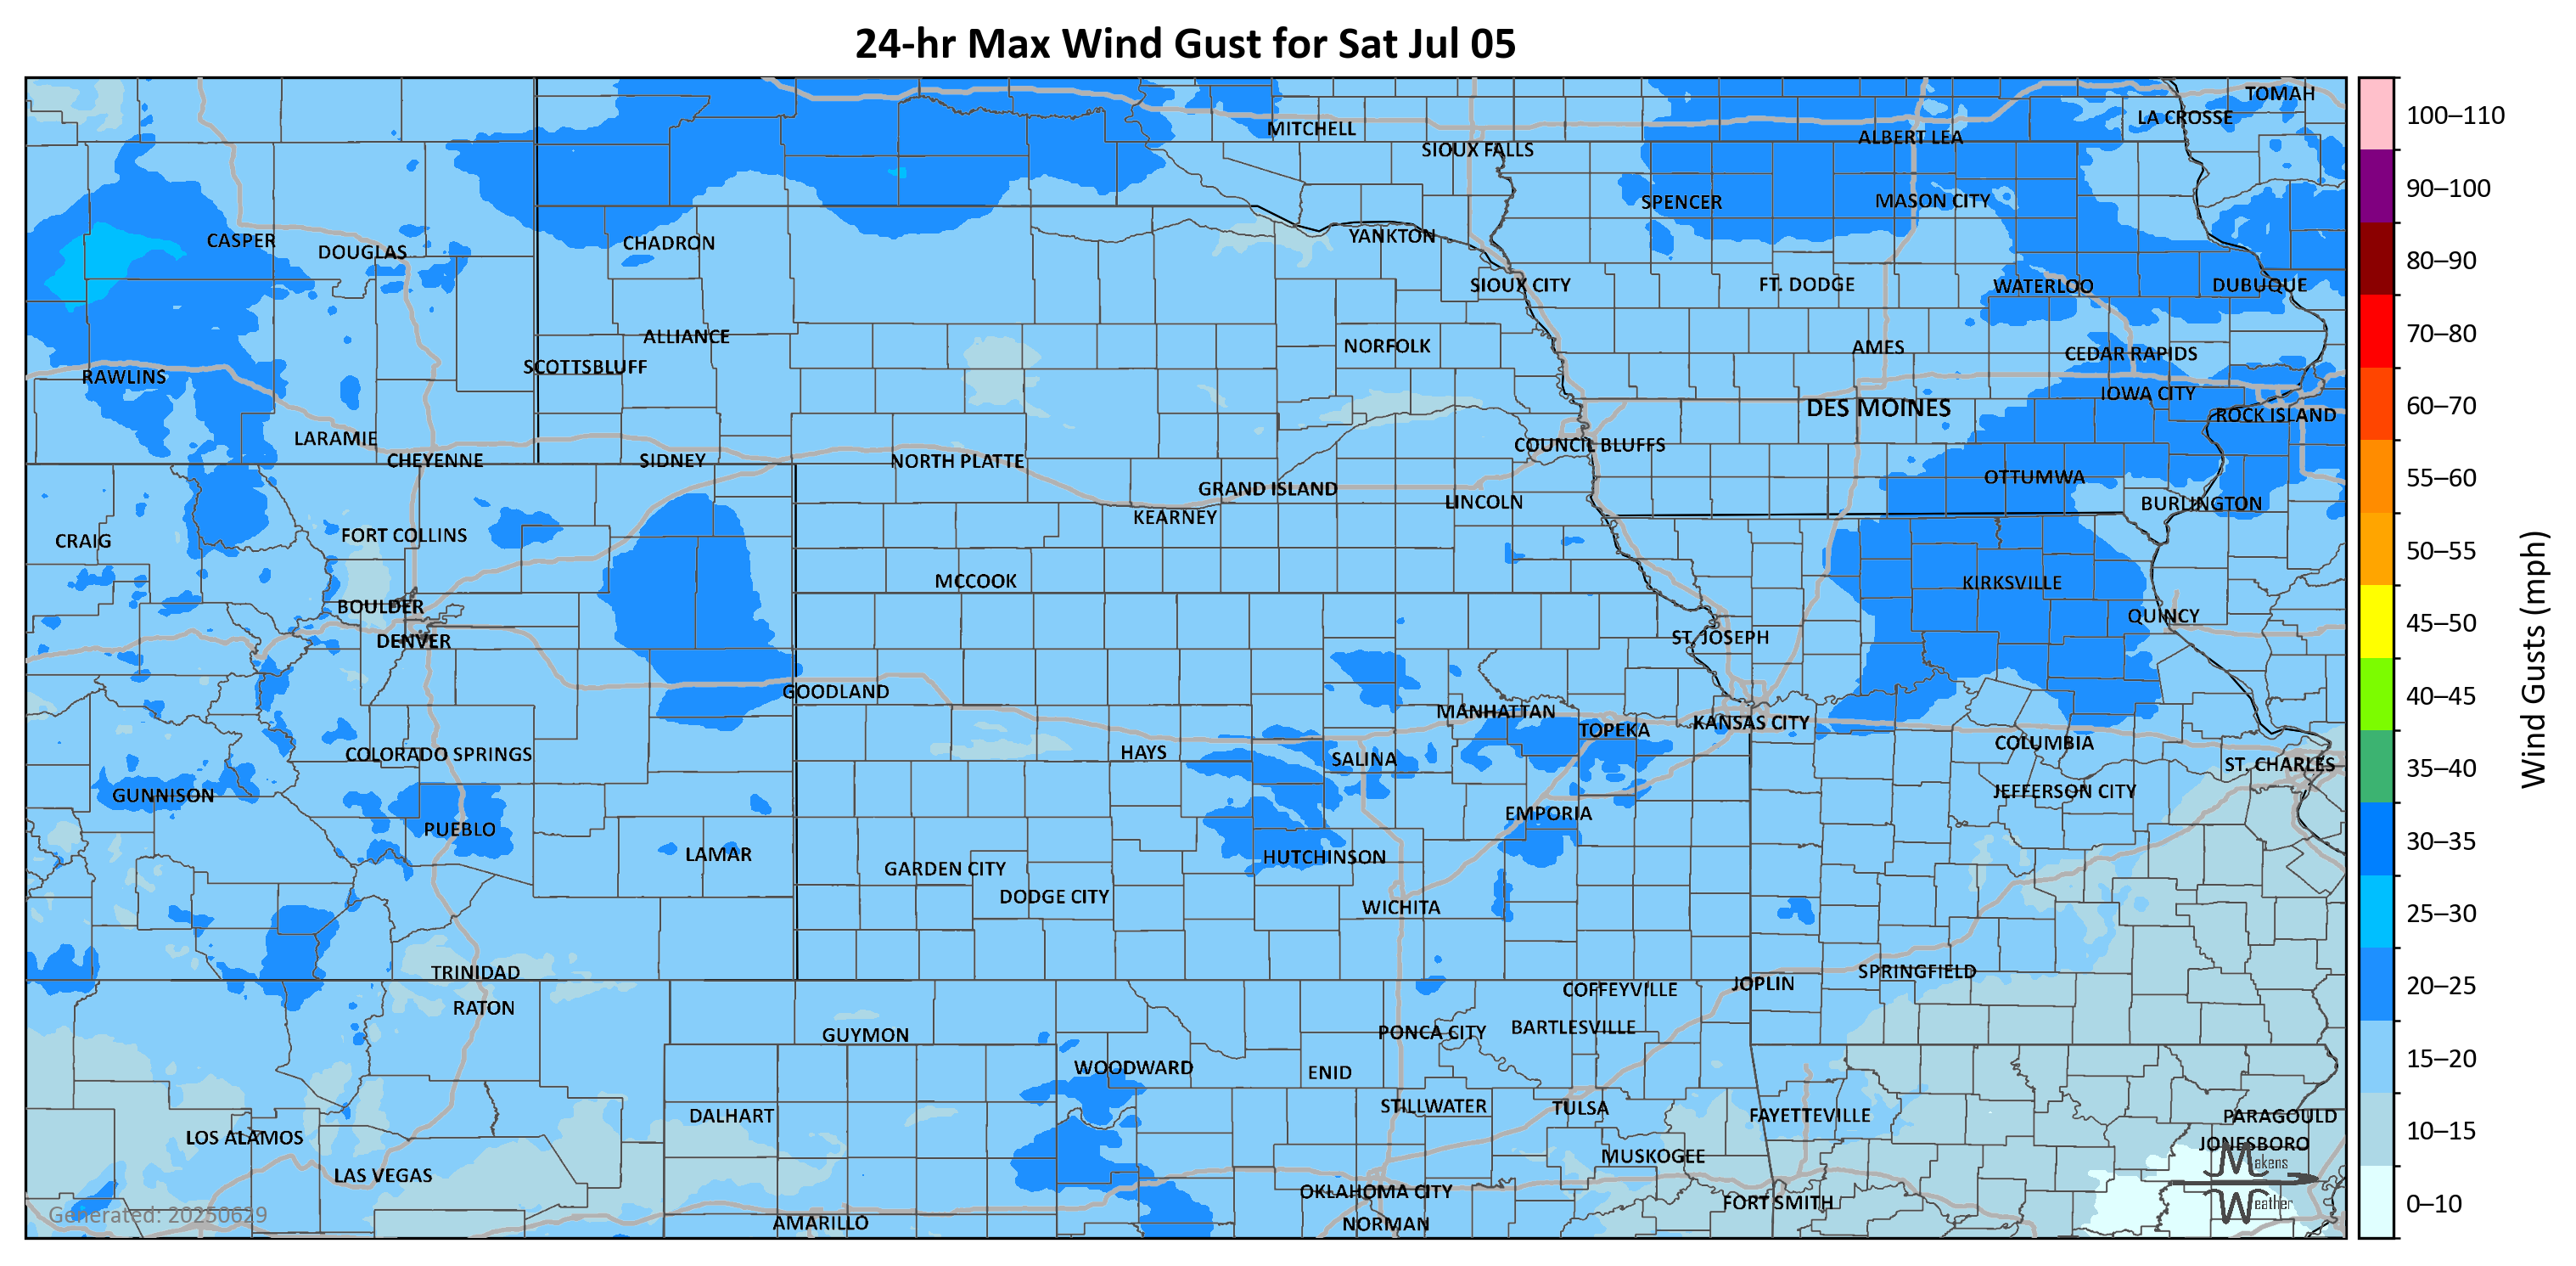 24-hr Max Wind Gust for Sat Jul 05
TOMAH
LA CROSSE
MITCHELL
ALBERT LEA
SIOUX FALLS
SPENCER
MASON CITY
YANKTON
CASPER
CHADRON
DOUGLAS
SIOUX CITY
FT. DODGE
WATERLOO
DUBUQUE
ALLIANCE
NORFOLK
AMES
CEDAR RAPIDS
SCOTTSBLUFF
RAWLINS
IOWA CITY
DES MOINES
ROCK ISLAND
LARAMIE
COUNCIL BLUFFS
CHEYENNE
SIDNEY
NORTH PLATTE
OTTUMWA
GRAND ISLAND
LINCOLN
BURLINGTON
KEARNEY
FORT COLLINS
CRAIG
MCCOOK
KIRKSVILLE
BOULDER
QUINCY
DENVER
ST. JOSEPH
GOODLAND
MANHATTAN
KANSAS CITY
TOPEKA
COLUMBIA
COLORADO SPRINGS
HAYS
SALINA
ST. CHARLES
JEFFERSON CITY
GUNNISON
EMPORIA
PUEBLO
LAMAR
HUTCHINSON
GARDEN CITY
DODGE CITY
WICHITA
TRINIDAD
SPRINGFIELD
JOPLIN
COFFEYVILLE
RATON
BARTLESVILLE
PONCA CITY
GUYMON
WOODWARD
ENID
STILLWATER
TULSA
DALHART
FAYETTEVILLE
PARAGOULD
LOS ALAMOS
JONESBORO
MUSKOGEE
LAS VEGAS
OKLAHOMA CITY
FORT SMITH
AMARILLO
NORMAN
Generated: 20250629
Makens
Weather
100–110
90–100
80–90
70–80
60–70
55–60
50–55
45–50
40–45
35–40
30–35
25–30
20–25
15–20
10–15
0–10
Wind Gusts (mph)